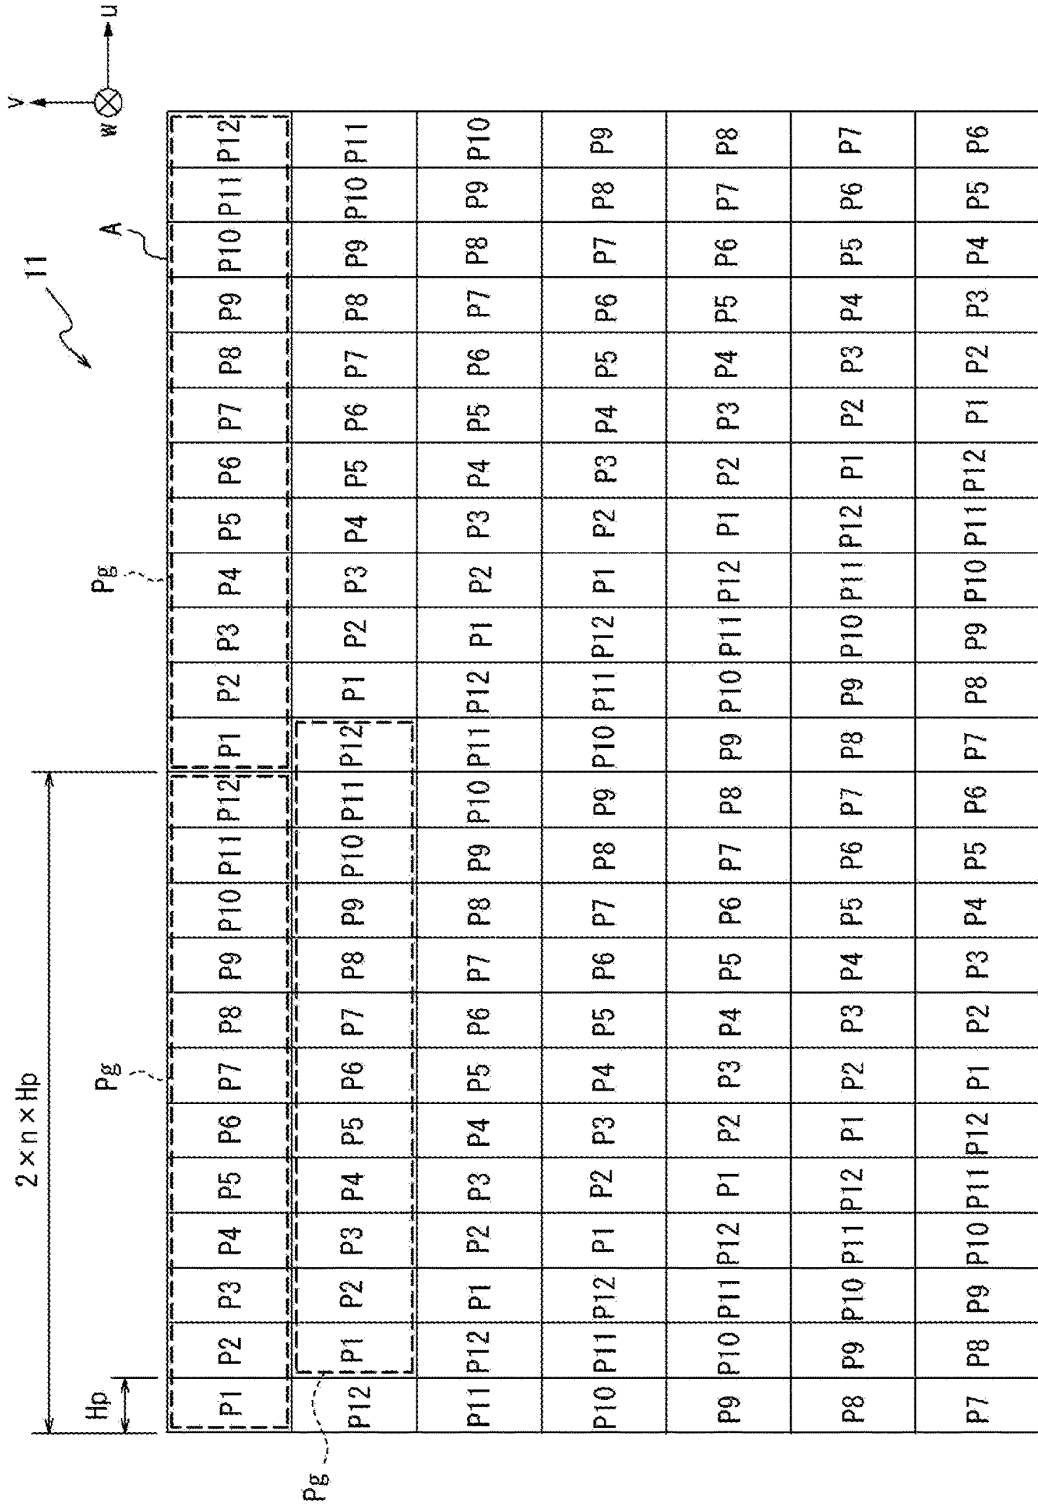 v
11
2×n×Hp
w
u
Hp
Pg
Pg
A
P1 P2 P3 P4 P5 P6 P7 P8 P9 P10 P11 P12 P1 P2 P3 P4 P5 P6 P7 P8 P9 P10 P11 P12
Pg
P12 P1 P2 P3 P4 P5 P6 P7 P8 P9 P10 P11 P12 P1 P2 P3 P4 P5 P6 P7 P8 P9 P10 P11
P11 P12 P1 P2 P3 P4 P5 P6 P7 P8 P9 P10 P11 P12 P1 P2 P3 P4 P5 P6 P7 P8 P9 P10
P10 P11 P12 P1 P2 P3 P4 P5 P6 P7 P8 P9 P10 P11 P12 P1 P2 P3 P4 P5 P6 P7 P8 P9
P9 P10 P11 P12 P1 P2 P3 P4 P5 P6 P7 P8 P9 P10 P11 P12 P1 P2 P3 P4 P5 P6 P7 P8
P8 P9 P10 P11 P12 P1 P2 P3 P4 P5 P6 P7 P8 P9 P10 P11 P12 P1 P2 P3 P4 P5 P6 P7
P7 P8 P9 P10 P11 P12 P1 P2 P3 P4 P5 P6 P7 P8 P9 P10 P11 P12 P1 P2 P3 P4 P5 P6